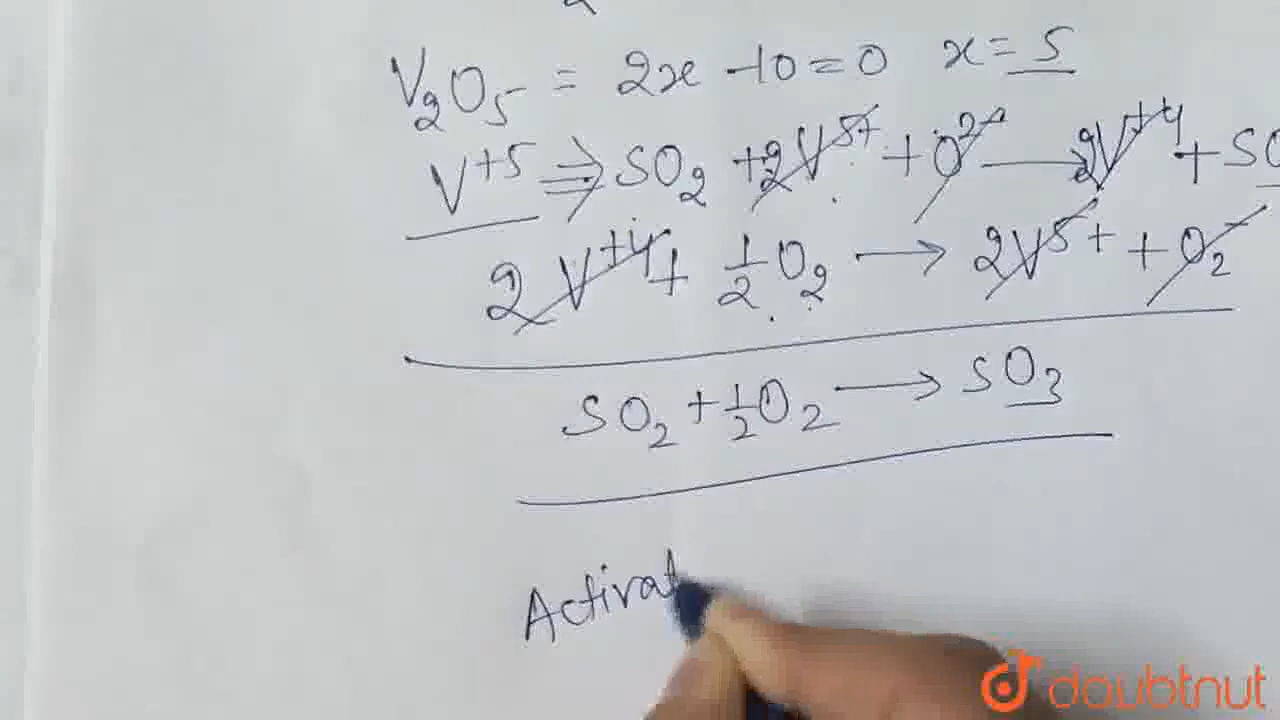 V₂O₅ = 2x -10 = 0 x = 5
V⁺⁵ ⇒ SO₂ + 2V⁵⁺ + O²⁻ → 2V⁺⁴ + SO
2V⁺⁴ + 1/2 O₂ → 2V⁵⁺ + O₂⁻
SO₂ + 1/2 O₂ → SO₃
Activat
doubtnut